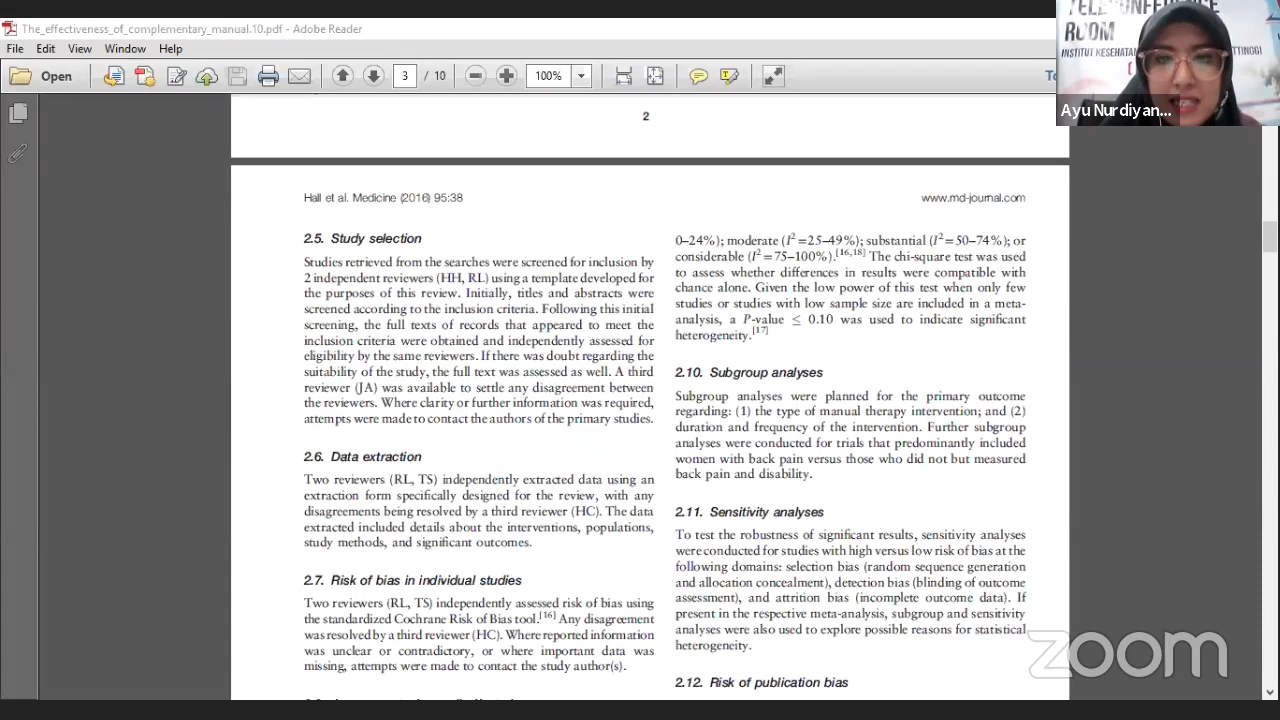 The_effectiveness_of_complementary_manual.10.pdf - Adobe Reader
File Edit View Window Help
Open
3 / 10
100%
2
Hall et al. Medicine (2016) 95:38
www.md-journal.com
2.5. Study selection
Studies retrieved from the searches were screened for inclusion by
2 independent reviewers (HH, RL) using a template developed for
the purposes of this review. Initially, titles and abstracts were
screened according to the inclusion criteria. Following this initial
screening, the full texts of records that appeared to meet the
inclusion criteria were obtained and independently assessed for
eligibility by the same reviewers. If there was doubt regarding the
suitability of the study, the full text was assessed as well. A third
reviewer (JA) was available to settle any disagreement between
the reviewers. Where clarity or further information was required,
attempts were made to contact the authors of the primary studies.
2.6. Data extraction
Two reviewers (RL, TS) independently extracted data using an
extraction form specifically designed for the review, with any
disagreements being resolved by a third reviewer (HC). The data
extracted included details about the interventions, populations,
study methods, and significant outcomes.
2.7. Risk of bias in individual studies
Two reviewers (RL, TS) independently assessed risk of bias using
the standardized Cochrane Risk of Bias tool.[16] Any disagreement
was resolved by a third reviewer (HC). Where reported information
was unclear or contradictory, or where important data was
missing, attempts were made to contact the study author(s).
0–24%); moderate (I²=25–49%); substantial (I²=50–74%); or
considerable (I²=75–100%).[16,18] The chi-square test was used
to assess whether differences in results were compatible with
chance alone. Given the low power of this test when only few
studies or studies with low sample size are included in a meta-
analysis, a P-value ≤ 0.10 was used to indicate significant
heterogeneity.[17]
2.10. Subgroup analyses
Subgroup analyses were planned for the primary outcome
regarding: (1) the type of manual therapy intervention; and (2)
duration and frequency of the intervention. Further subgroup
analyses were conducted for trials that predominantly included
women with back pain versus those who did not but measured
back pain and disability.
2.11. Sensitivity analyses
To test the robustness of significant results, sensitivity analyses
were conducted for studies with high versus low risk of bias at the
following domains: selection bias (random sequence generation
and allocation concealment), detection bias (blinding of outcome
assessment), and attrition bias (incomplete outcome data). If
present in the respective meta-analysis, subgroup and sensitivity
analyses were also used to explore possible reasons for statistical
heterogeneity.
2.12. Risk of publication bias
TELECONFERENCE
ROOM
INSTITUT KESEHATAN
Ayu Nurdiyan...
zoom